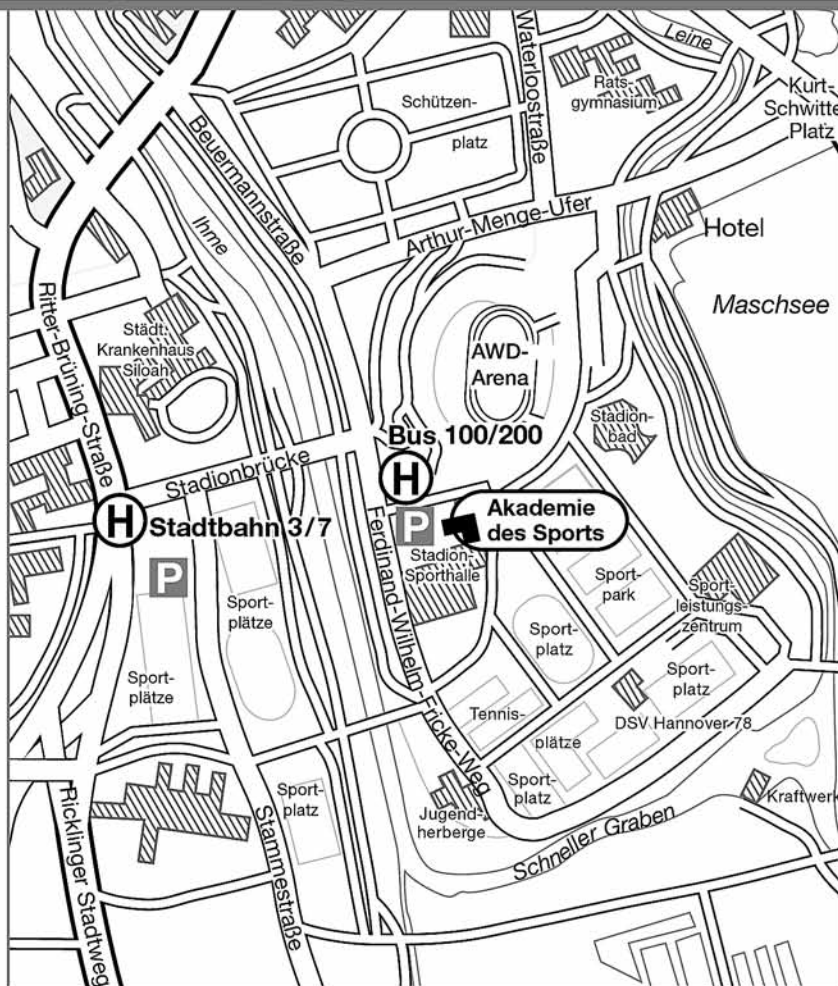 Leine
Waterloostraße
Rats-
gymnasium
Kurt-
Schwitte
Platz
Schützen-
platz
Beuermannstraße
Ihme
Arthur-Menge-Ufer
Hotel
Maschsee
Ritter-Brüning-Straße
Städt.
Krankenhaus
Siloah
AWD-
Arena
Stadion-
bad
Bus 100/200
H
Stadionbrücke
H
Stadtbahn 3/7
P
Akademie
des Sports
P
Stadion-
Sporthalle
Ferdinand-Wilhelm-Fricke-Weg
Sport-
park
Sport-
leistungs-
zentrum
Sport-
plätze
Sport-
platz
Sport-
plätze
Sport-
platz
Tennis-
plätze
DSV Hannover 78
Sport-
platz
Sport-
platz
Jugend-
herberge
Kraftwerk
Schneller Graben
Ricklinger Stadtweg
Stammestraße